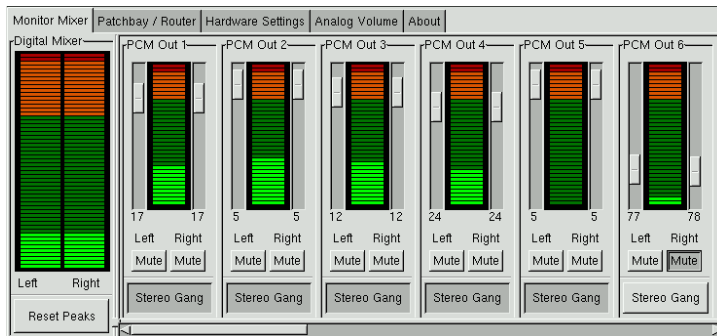 Monitor Mixer Patchbay / Router Hardware Settings Analog Volume About
Digital Mixer PCM Out 1 PCM Out 2 PCM Out 3 PCM Out 4 PCM Out 5 PCM Out 6
17 17 5 5 12 12 24 24 5 5 77 78
Left Right Left Right Left Right Left Right Left Right Left Right
Mute Mute Mute Mute Mute Mute Mute Mute Mute Mute Mute Mute
Left Right
Stereo Gang Stereo Gang Stereo Gang Stereo Gang Stereo Gang Stereo Gang
Reset Peaks